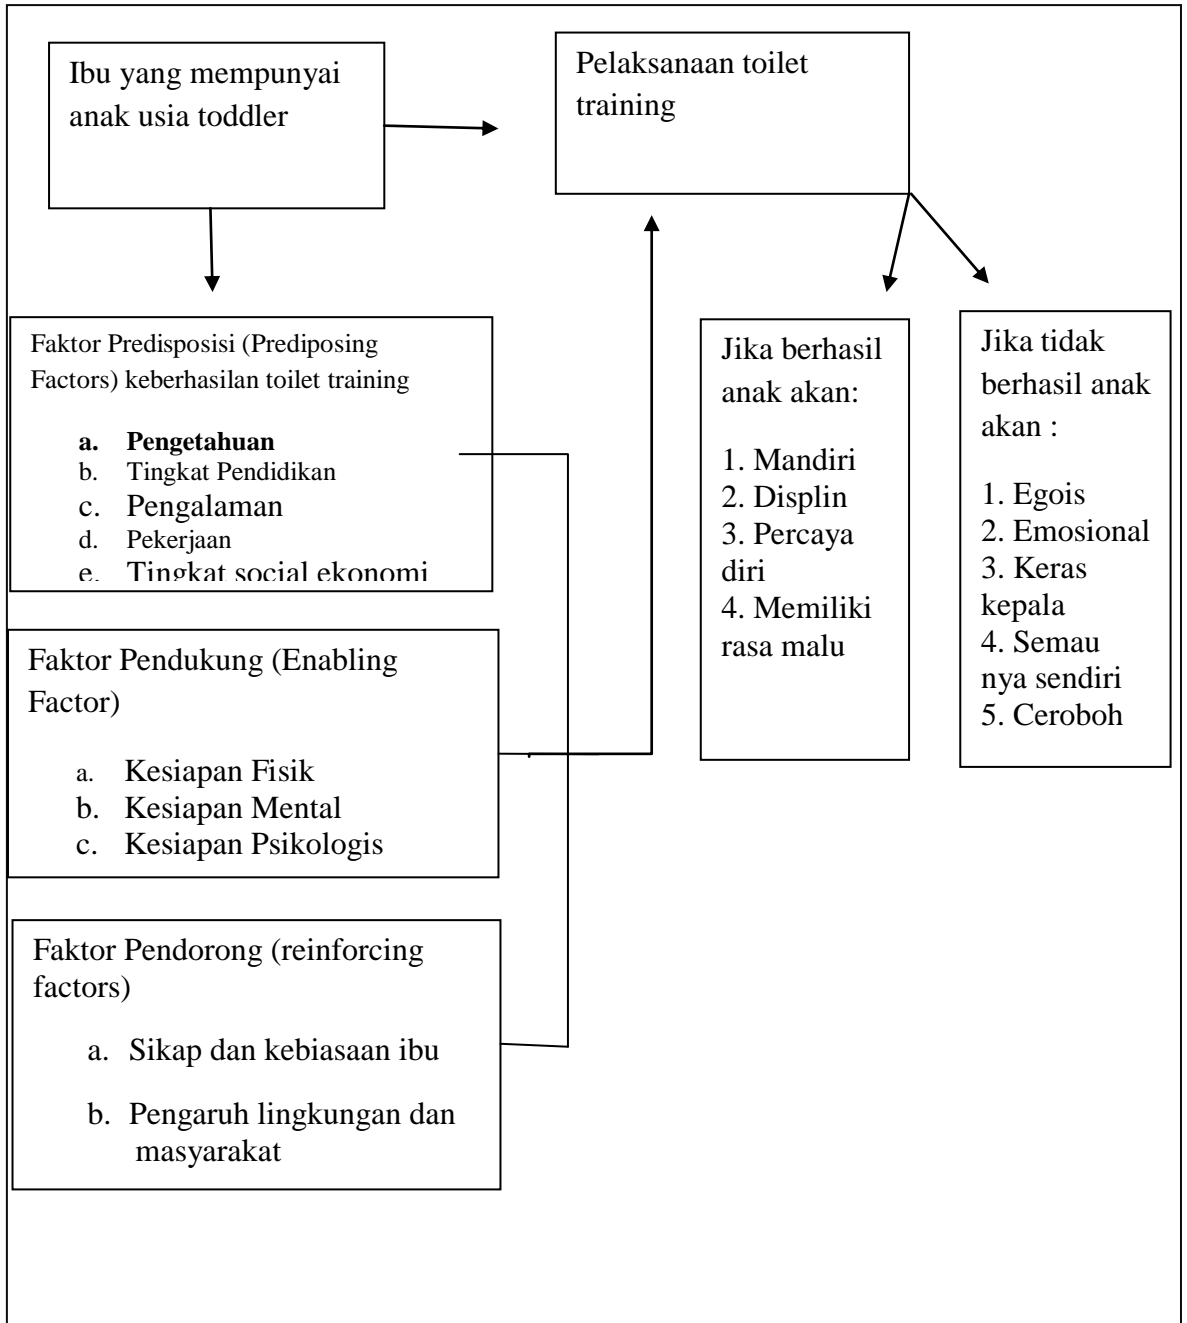 Ibu yang mempunyai
anak usia toddler
Pelaksanaan toilet
training
Faktor Predisposisi (Prediposing
Factors) keberhasilan toilet training
a. Pengetahuan
b. Tingkat Pendidikan
c. Pengalaman
d. Pekerjaan
e. Tingkat social ekonomi
Faktor Pendukung (Enabling
Factor)
a. Kesiapan Fisik
b. Kesiapan Mental
c. Kesiapan Psikologis
Faktor Pendorong (reinforcing
factors)
a. Sikap dan kebiasaan ibu
b. Pengaruh lingkungan dan
masyarakat
Jika berhasil
anak akan:
1. Mandiri
2. Displin
3. Percaya
diri
4. Memiliki
rasa malu
Jika tidak
berhasil anak
akan :
1. Egois
2. Emosional
3. Keras
kepala
4. Semau
nya sendiri
5. Ceroboh